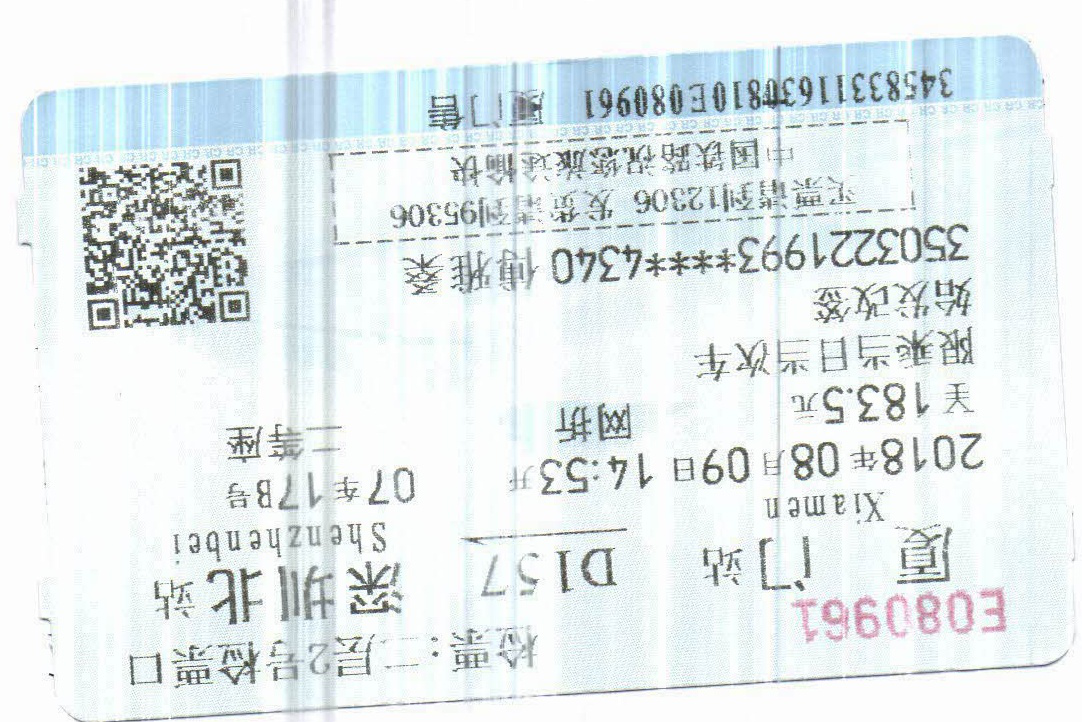 E080961
检票:二层2号检票口
厦门站 D157 深圳北站
Xiamen Shenzhenbei
2018年08月09日 14:53开 07车17B号
￥183.5元 网折 二等座
限乘当日当次车
始发改签
3503221993****4340 傅雅燊
买票请到12306 发货请到95306
中国铁路祝您旅途愉快
34583311630810E080961 厦门售